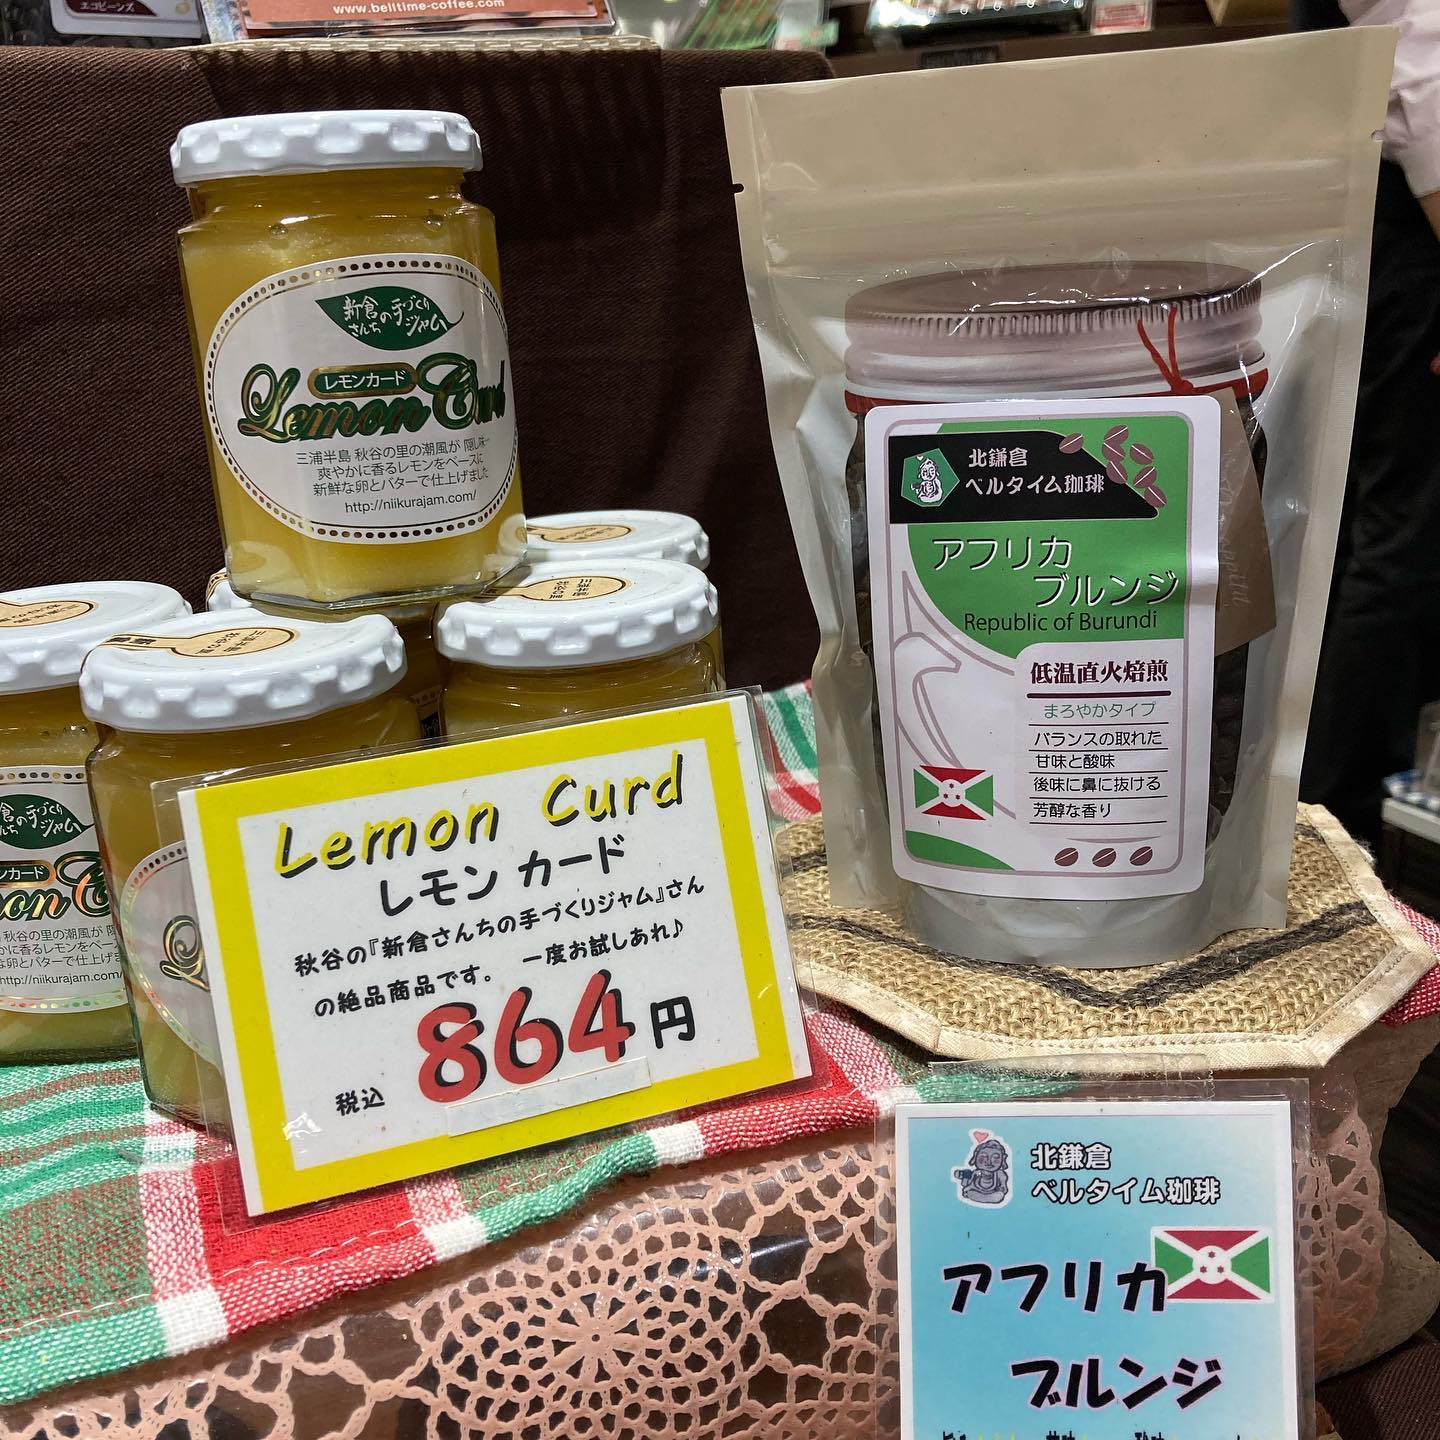 エコビーンズ
www.belltime-coffee.com
新倉さんちの手づくりジャム
レモンカード
Lemon Curd
三浦半島 秋谷の里の潮風が 隠し味
爽やかに香るレモンをベースに
新鮮な卵とバターで仕上げました
http://niikurajam.com/
Lemon Curd
レモンカード
秋谷の『新倉さんちの手づくりジャム』さん
の絶品商品です。 一度お試しあれ♪
税込 864円
北鎌倉
ベルタイム珈琲
アフリカ
ブルンジ
Republic of Burundi
低温直火焙煎
まろやかタイプ
バランスの取れた
甘味と酸味
後味に鼻に抜ける
芳醇な香り
北鎌倉
ベルタイム珈琲
アフリカ
ブルンジ